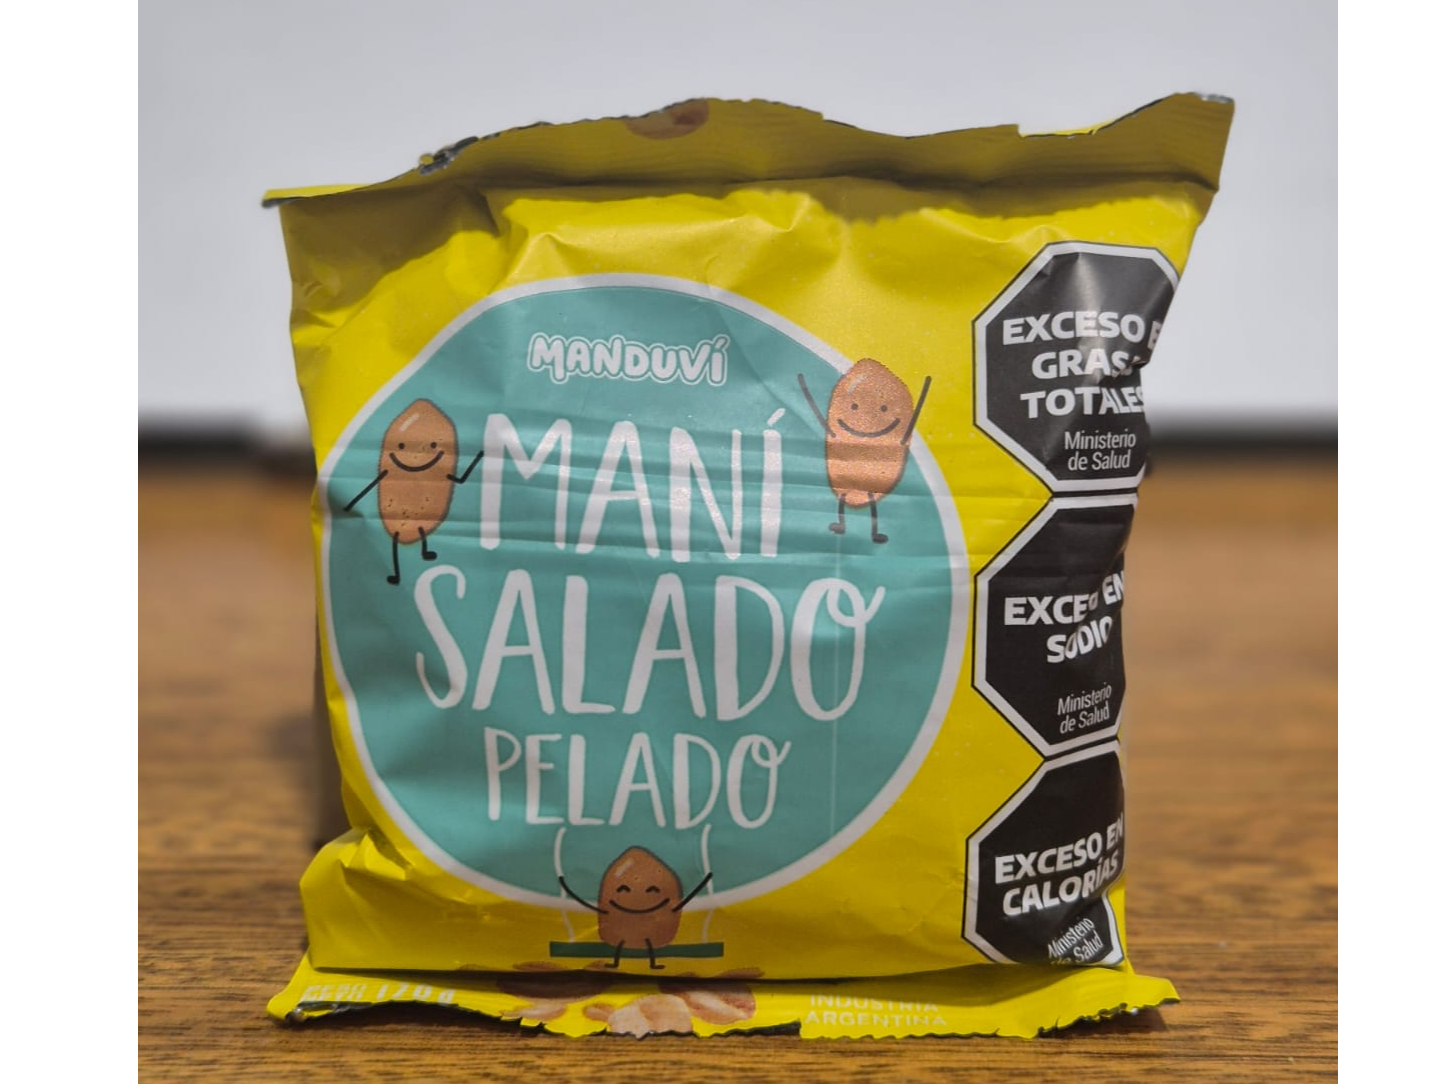 MANDUVÍ
MANÍ
SALADO
PELADO
EXCESO
GRASAS
TOTALES
Ministerio
de Salud
EXCESO EN
SODIO
Ministerio
de Salud
EXCESO EN
CALORÍAS
Ministerio
de Salud
INDUSTRIA
ARGENTINA